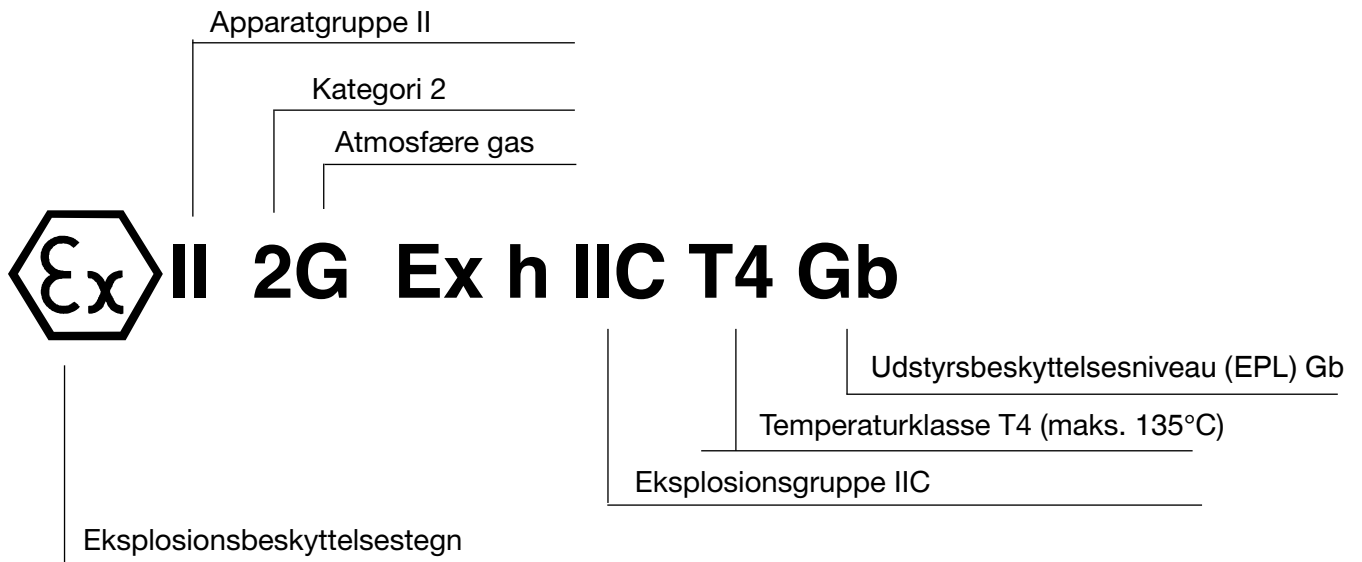 Apparatgruppe II
Kategori 2
Atmosfære gas
Ex II 2G Ex h IIC T4 Gb
Udstyrsbeskyttelsesniveau (EPL) Gb
Temperaturklasse T4 (maks. 135°C)
Eksplosionsgruppe IIC
Eksplosionsbeskyttelsestegn